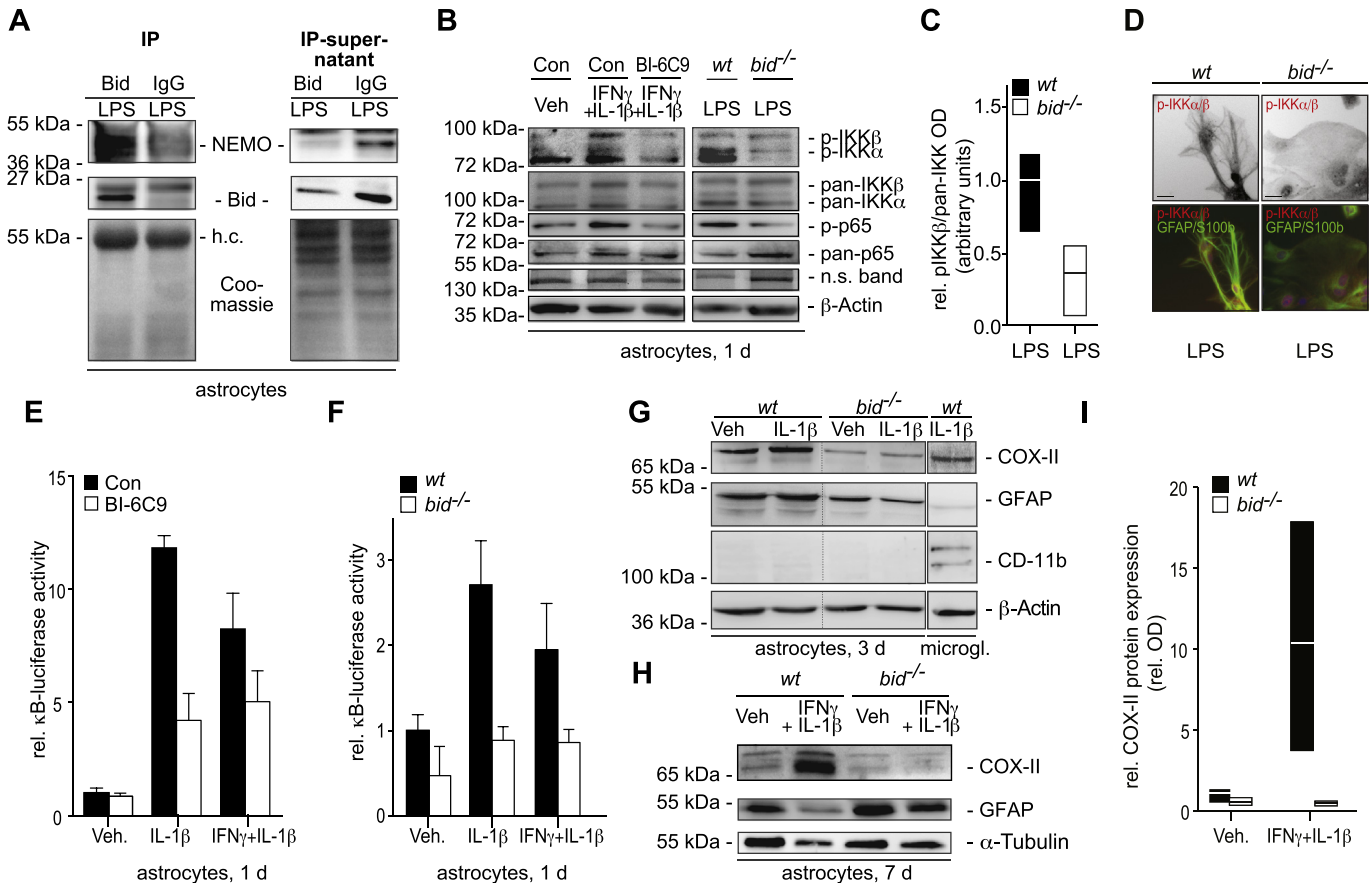 A
IP
IP-super-
natant
Bid IgG
LPS LPS
Bid IgG
LPS LPS
55 kDa -
36 kDa -
- NEMO -
27 kDa -
- Bid -
55 kDa -
- h.c.
Coo-
massie
astrocytes
B
Con Con BI-6C9 wt bid-/-
Veh IFNγ +IL-1β IFNγ +IL-1β LPS LPS
100 kDa-
72 kDa-
- p-IKKβ
- p-IKKα
100 kDa-
- pan-IKKβ
- pan-IKKα
72 kDa-
- p-p65
72 kDa-
55 kDa-
- pan-p65
130 kDa-
- n.s. band
35 kDa-
- β-Actin
astrocytes, 1 d
C
wt
bid-/-
rel. pIKKβ/pan-IKK OD
(arbitrary units)
1.5
1.0
0.5
0.0
LPS LPS
D
wt bid-/-
p-IKKα/β p-IKKα/β
p-IKKα/β p-IKKα/β
GFAP/S100b GFAP/S100b
LPS LPS
E
Con
BI-6C9
rel. κB-luciferase activity
15
10
5
0
Veh. IL-1β IFNγ+IL-1β
astrocytes, 1 d
F
wt
bid-/-
rel. κB-luciferase activity
3
2
1
0
Veh. IL-1β IFNγ+IL-1β
astrocytes, 1 d
G
wt bid-/- wt
Veh IL-1β Veh IL-1β IL-1β
65 kDa -
- COX-II
55 kDa
- GFAP
- CD-11b
100 kDa -
36 kDa -
- β-Actin
astrocytes, 3 d microgl.
H
wt bid-/-
Veh IFNγ + IL-1β Veh IFNγ + IL-1β
65 kDa -
- COX-II
55 kDa-
- GFAP
55 kDa -
- α-Tubulin
astrocytes, 7 d
I
wt
bid-/-
rel. COX-II protein expression
(rel. OD)
20
15
10
5
0
Veh. IFNγ+IL-1β